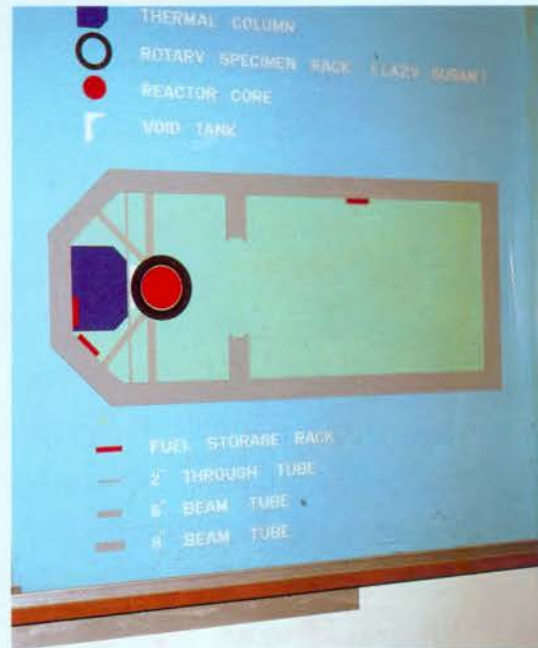 THERMAL COLUMN
ROTARY SPECIMEN RACK (LAZY SUSAN)
REACTOR CORE
VOID TANK
FUEL STORAGE RACK
2" THROUGH TUBE
6" BEAM TUBE
8" BEAM TUBE